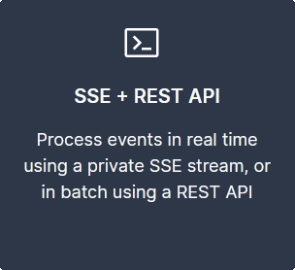 SSE + REST API
Process events in real time
using a private SSE stream, or
in batch using a REST API